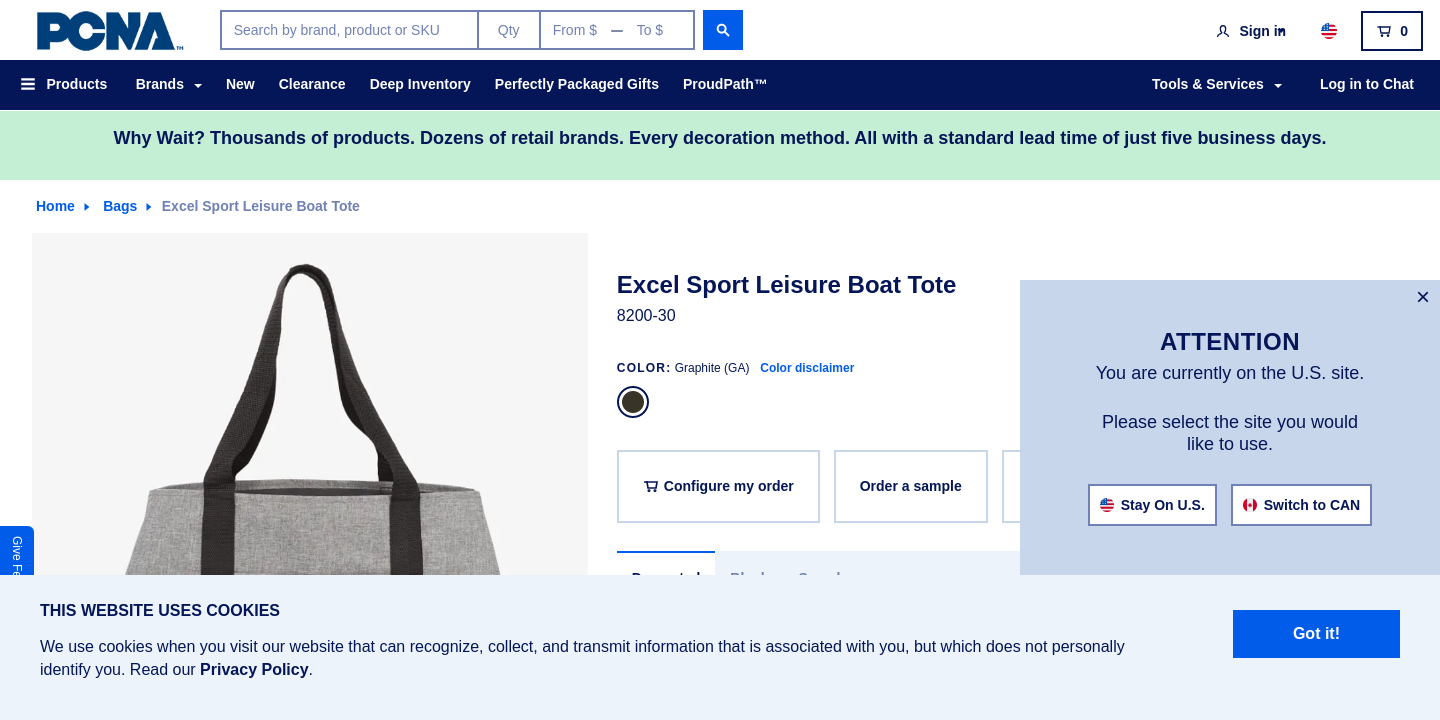 PCNA™
Search by brand, product or SKU
Qty
From $ — To $
Sign in
0
Products
Brands
New
Clearance
Deep Inventory
Perfectly Packaged Gifts
ProudPath™
Tools & Services
Log in to Chat
Why Wait? Thousands of products. Dozens of retail brands. Every decoration method. All with a standard lead time of just five business days.
Home
Bags
Excel Sport Leisure Boat Tote
Excel Sport Leisure Boat Tote
8200-30
COLOR: Graphite (GA) Color disclaimer
Configure my order
Order a sample
×
ATTENTION
You are currently on the U.S. site.
Please select the site you would
like to use.
Stay On U.S.
Switch to CAN
Give
THIS WEBSITE USES COOKIES
We use cookies when you visit our website that can recognize, collect, and transmit information that is associated with you, but which does not personally
identify you. Read our Privacy Policy.
Got it!